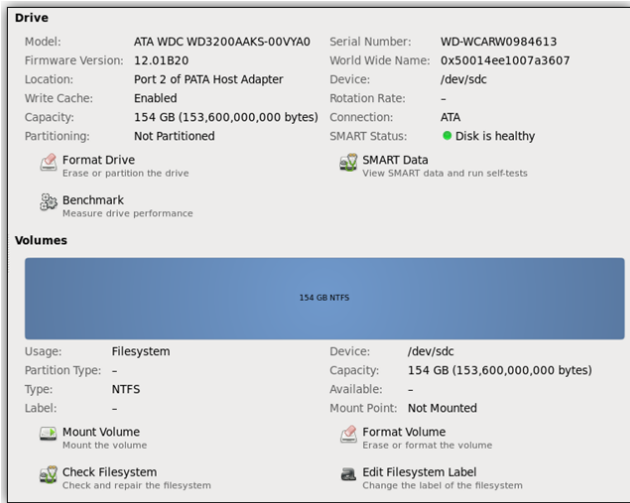 Drive
Model: ATA WDC WD3200AAKS-00VYA0 Serial Number: WD-WCARW0984613
Firmware Version: 12.01B20 World Wide Name: 0x50014ee1007a3607
Location: Port 2 of PATA Host Adapter Device: /dev/sdc
Write Cache: Enabled Rotation Rate: –
Capacity: 154 GB (153,600,000,000 bytes) Connection: ATA
Partitioning: Not Partitioned SMART Status: Disk is healthy
Format Drive SMART Data
Erase or partition the drive View SMART data and run self-tests
Benchmark
Measure drive performance
Volumes
154 GB NTFS
Usage: Filesystem Device: /dev/sdc
Partition Type: – Capacity: 154 GB (153,600,000,000 bytes)
Type: NTFS Available: –
Label: – Mount Point: Not Mounted
Mount Volume Format Volume
Mount the volume Erase or format the volume
Check Filesystem Edit Filesystem Label
Check and repair the filesystem Change the label of the filesystem